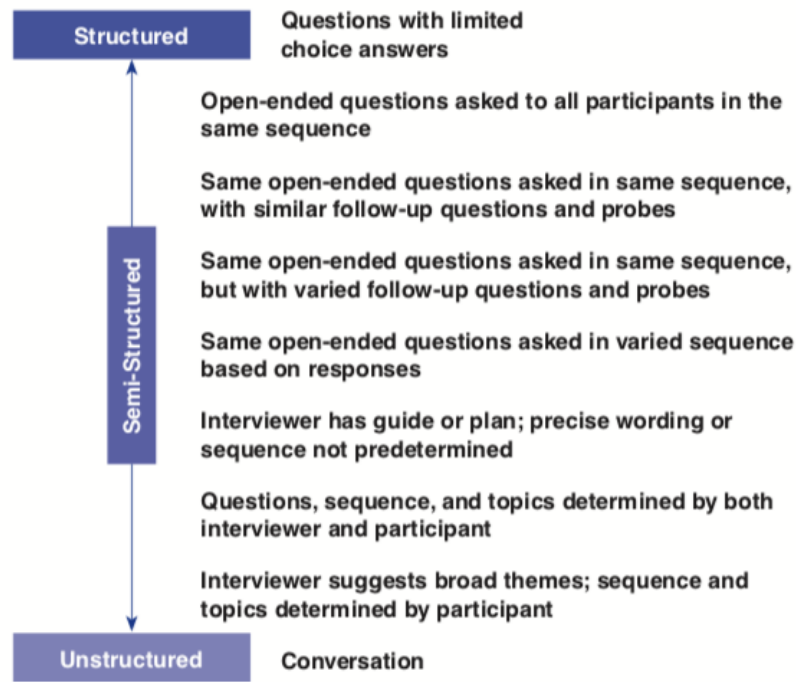 Structured
Questions with limited
choice answers
Open-ended questions asked to all participants in the
same sequence
Same open-ended questions asked in same sequence,
with similar follow-up questions and probes
Same open-ended questions asked in same sequence,
but with varied follow-up questions and probes
Semi-Structured
Same open-ended questions asked in varied sequence
based on responses
Interviewer has guide or plan; precise wording or
sequence not predetermined
Questions, sequence, and topics determined by both
interviewer and participant
Interviewer suggests broad themes; sequence and
topics determined by participant
Unstructured
Conversation